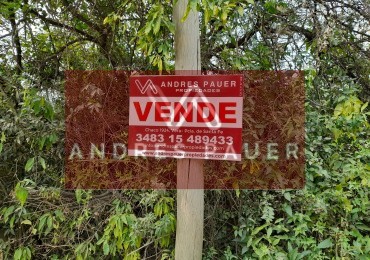 ANDRES PAUER
PROPIEDADES
VENDE
3483 15 489433
ANDRES PAUER